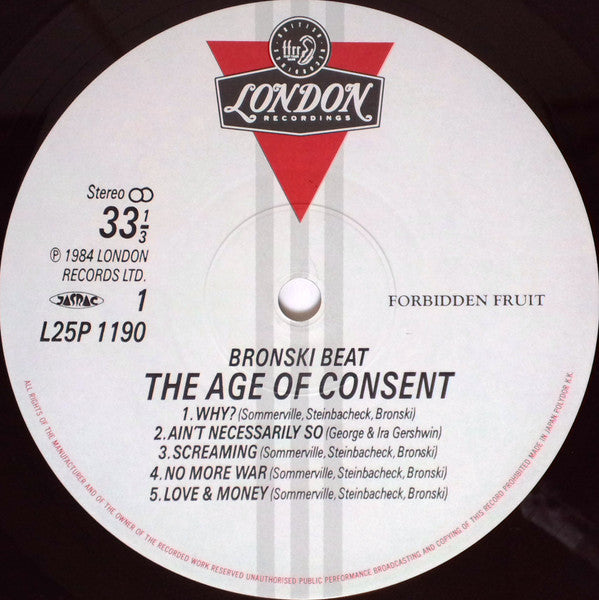 BRITISH
ffrr
LONDON
RECORDINGS
Stereo
33 1/3
℗ 1984 LONDON
RECORDS LTD.
JASRAC 1
L25P 1190
FORBIDDEN FRUIT
BRONSKI BEAT
THE AGE OF CONSENT
1. WHY? (Sommerville, Steinbacheck, Bronski)
2. AIN'T NECESSARILY SO (George & Ira Gershwin)
3. SCREAMING (Sommerville, Steinbacheck, Bronski)
4. NO MORE WAR (Sommerville, Steinbacheck, Bronski)
5. LOVE & MONEY (Sommerville, Steinbacheck, Bronski)
ALL RIGHTS OF THE MANUFACTURER AND OF THE OWNER OF THE RECORDED WORK RESERVED UNAUTHORISED PUBLIC PERFORMANCE BROADCASTING AND COPYING OF THIS RECORD PROHIBITED MADE IN JAPAN POLYDOR K.K.